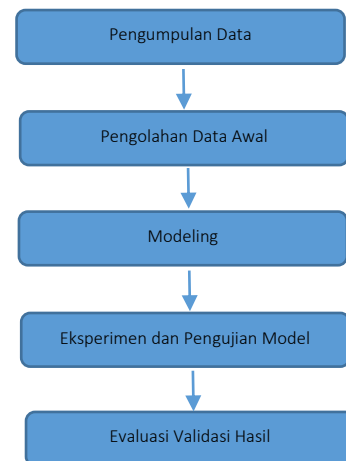 Pengumpulan Data
Pengolahan Data Awal
Modeling
Eksperimen dan Pengujian Model
Evaluasi Validasi Hasil